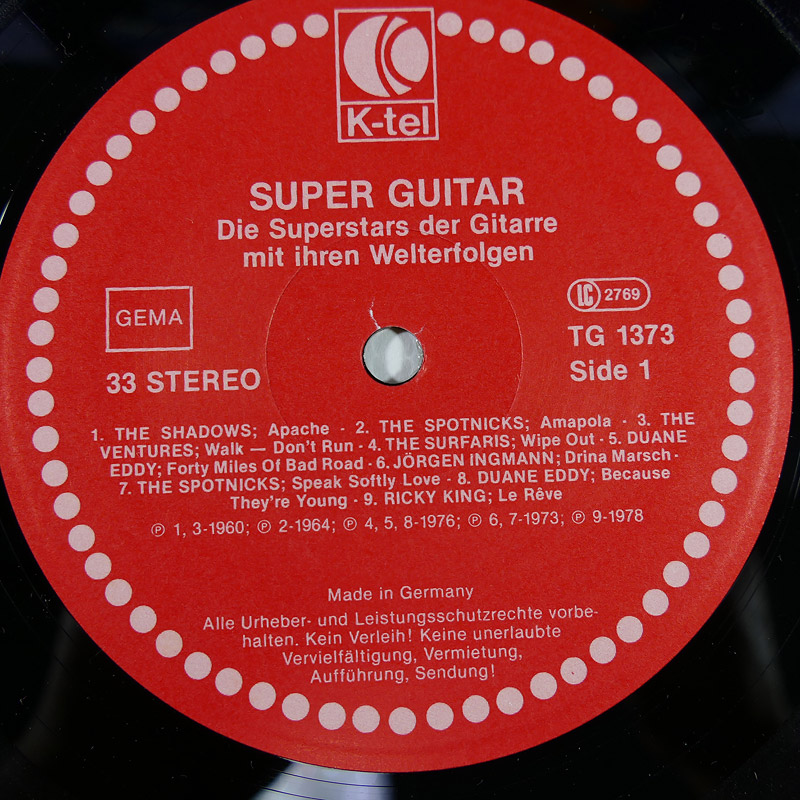 K-tel
SUPER GUITAR
Die Superstars der Gitarre
mit ihren Welterfolgen
GEMA
LC 2769
TG 1373
33 STEREO
Side 1
1. THE SHADOWS; Apache - 2. THE SPOTNICKS; Amapola - 3. THE
VENTURES; Walk — Don't Run - 4. THE SURFARIS; Wipe Out - 5. DUANE
EDDY; Forty Miles Of Bad Road - 6. JÖRGEN INGMANN; Drina Marsch -
7. THE SPOTNICKS; Speak Softly Love - 8. DUANE EDDY; Because
They're Young - 9. RICKY KING; Le Rêve
℗ 1, 3-1960; ℗ 2-1964; ℗ 4, 5, 8-1976; ℗ 6, 7-1973; ℗ 9-1978
Made in Germany
Alle Urheber- und Leistungsschutzrechte vorbe-
halten. Kein Verleih! Keine unerlaubte
Vervielfältigung, Vermietung,
Aufführung, Sendung!